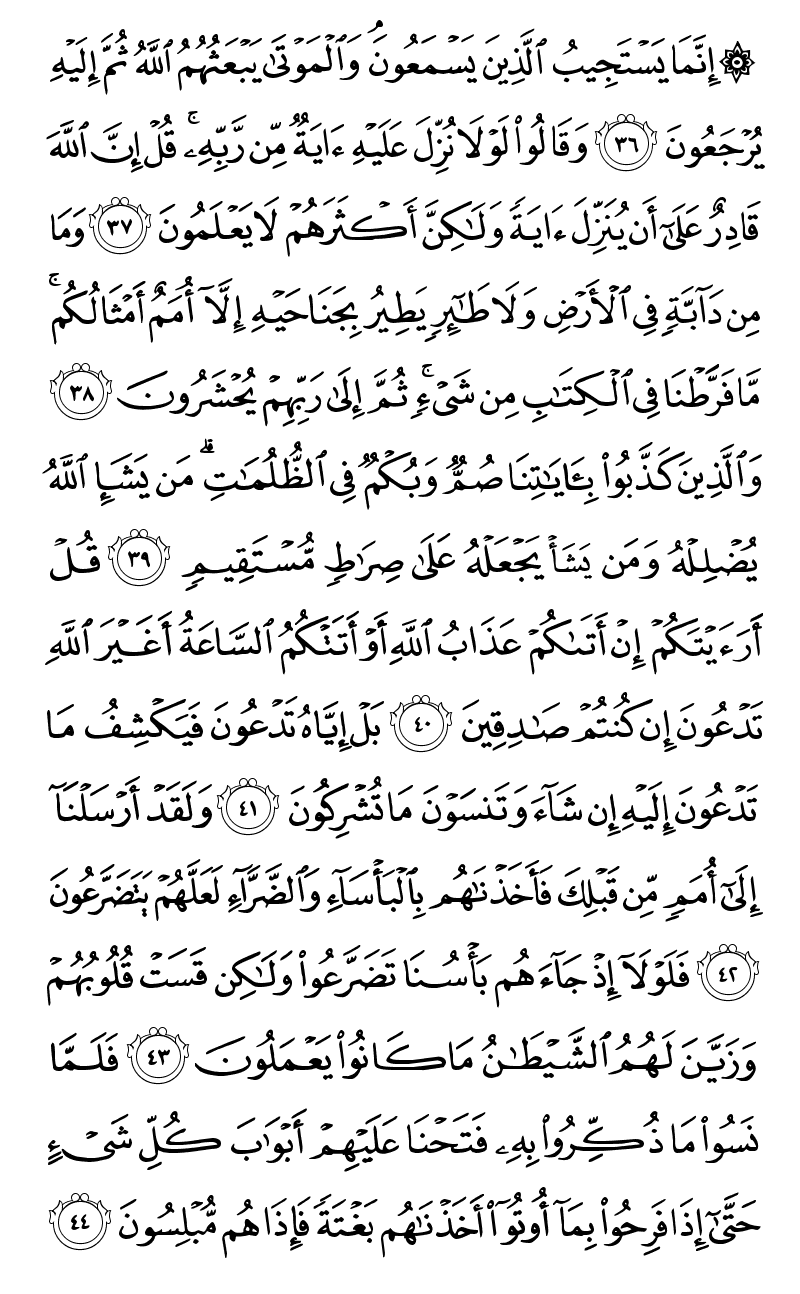 ۞ إِنَّمَا يَسْتَجِيبُ ٱلَّذِينَ يَسْمَعُونَۘ وَٱلْمَوْتَىٰ يَبْعَثُهُمُ ٱللَّهُ ثُمَّ إِلَيْهِ
يُرْجَعُونَ ٣٦ وَقَالُوا۟ لَوْلَا نُزِّلَ عَلَيْهِ ءَايَةٌ مِّن رَّبِّهِۦۚ قُلْ إِنَّ ٱللَّهَ
قَادِرٌ عَلَىٰٓ أَن يُنَزِّلَ ءَايَةً وَلَـٰكِنَّ أَكْثَرَهُمْ لَا يَعْلَمُونَ ٣٧ وَمَا
مِن دَآبَّةٍ فِى ٱلْأَرْضِ وَلَا طَـٰٓئِرٍ يَطِيرُ بِجَنَاحَيْهِ إِلَّآ أُمَمٌ أَمْثَالُكُمۚ
مَّا فَرَّطْنَا فِى ٱلْكِتَـٰبِ مِن شَىْءٍۚ ثُمَّ إِلَىٰ رَبِّهِمْ يُحْشَرُونَ ٣٨
وَٱلَّذِينَ كَذَّبُوا۟ بِـَٔايَـٰتِنَا صُمٌّ وَبُكْمٌ فِى ٱلظُّلُمَـٰتِۗ مَن يَشَإِ ٱللَّهُ
يُضْلِلْهُ وَمَن يَشَأْ يَجْعَلْهُ عَلَىٰ صِرَٰطٍ مُّسْتَقِيمٍ ٣٩ قُلْ
أَرَءَيْتَكُمْ إِنْ أَتَىٰكُمْ عَذَابُ ٱللَّهِ أَوْ أَتَتْكُمُ ٱلسَّاعَةُ أَغَيْرَ ٱللَّهِ
تَدْعُونَ إِن كُنتُمْ صَـٰدِقِينَ ٤٠ بَلْ إِيَّاهُ تَدْعُونَ فَيَكْشِفُ مَا
تَدْعُونَ إِلَيْهِ إِن شَآءَ وَتَنسَوْنَ مَا تُشْرِكُونَ ٤١ وَلَقَدْ أَرْسَلْنَآ
إِلَىٰٓ أُمَمٍ مِّن قَبْلِكَ فَأَخَذْنَـٰهُم بِٱلْبَأْسَآءِ وَٱلضَّرَّآءِ لَعَلَّهُمْ يَتَضَرَّعُونَ
٤٢ فَلَوْلَآ إِذْ جَآءَهُم بَأْسُنَا تَضَرَّعُوا۟ وَلَـٰكِن قَسَتْ قُلُوبُهُمْ
وَزَيَّنَ لَهُمُ ٱلشَّيْطَـٰنُ مَا كَانُوا۟ يَعْمَلُونَ ٤٣ فَلَمَّا
نَسُوا۟ مَا ذُكِّرُوا۟ بِهِۦ فَتَحْنَا عَلَيْهِمْ أَبْوَٰبَ كُلِّ شَىْءٍ
حَتَّىٰٓ إِذَا فَرِحُوا۟ بِمَآ أُوتُوٓا۟ أَخَذْنَـٰهُم بَغْتَةً فَإِذَا هُم مُّبْلِسُونَ ٤٤